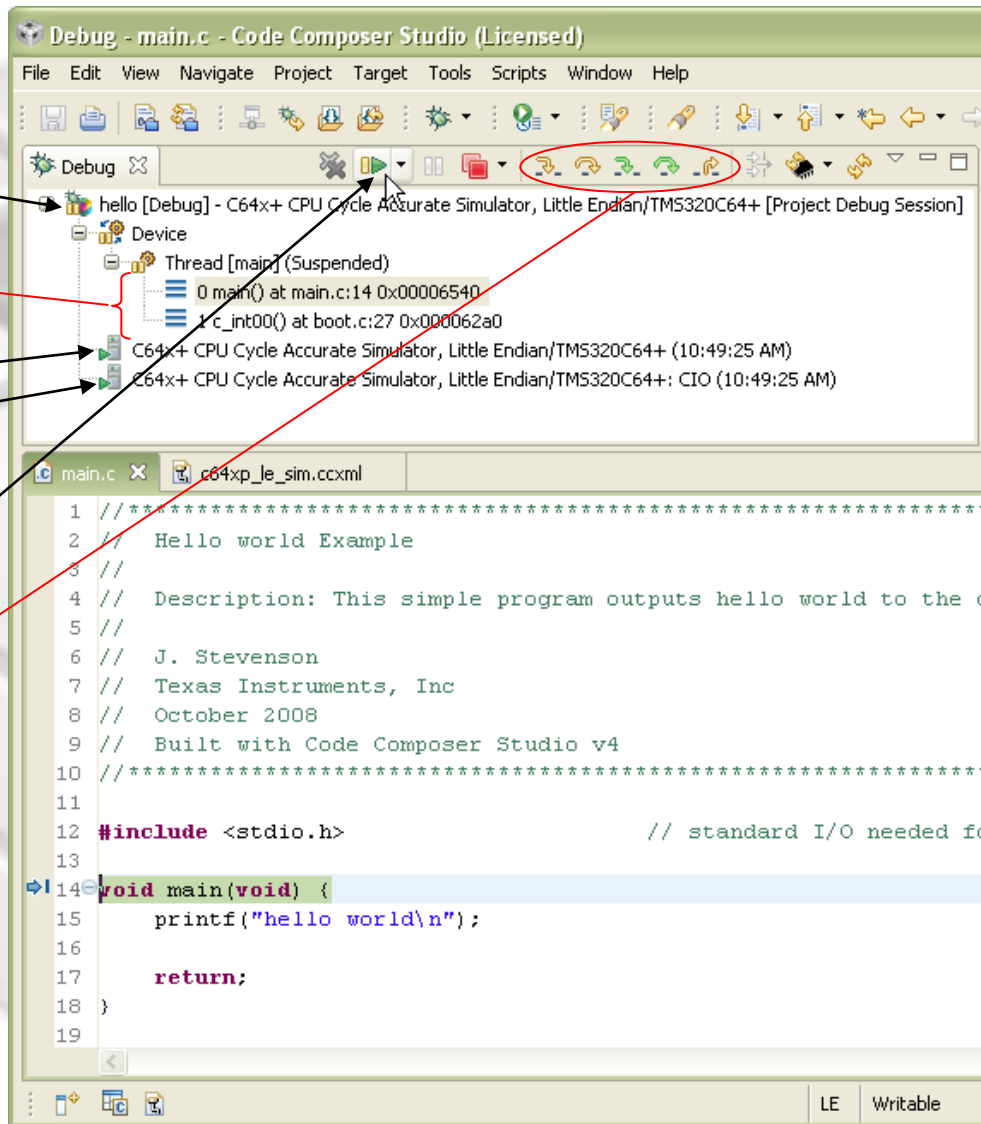 Debug - main.c - Code Composer Studio (Licensed)
File Edit View Navigate Project Target Tools Scripts Window Help
Debug
hello [Debug] - C64x+ CPU Cycle Accurate Simulator, Little Endian/TMS320C64+ [Project Debug Session]
Device
Thread [main] (Suspended)
0 main() at main.c:14 0x00006540
1 c_int00() at boot.c:27 0x000062a0
C64x+ CPU Cycle Accurate Simulator, Little Endian/TMS320C64+ (10:49:25 AM)
C64x+ CPU Cycle Accurate Simulator, Little Endian/TMS320C64+: CIO (10:49:25 AM)
main.c c64xp_le_sim.ccxml
1 //**************************************************************
2 // Hello world Example
3 //
4 // Description: This simple program outputs hello world to the
5 //
6 // J. Stevenson
7 // Texas Instruments, Inc
8 // October 2008
9 // Built with Code Composer Studio v4
10 //**************************************************************
11
12 #include <stdio.h> // standard I/O needed fo
13
14 void main(void) {
15 printf("hello world\n");
16
17 return;
18 }
19
LE Writable